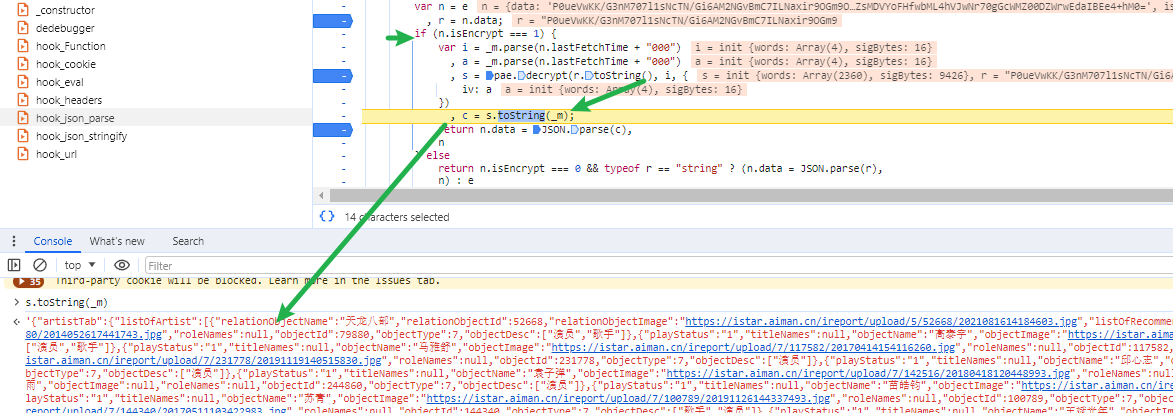 _constructor
dedebugger
hook_Function
hook_cookie
hook_eval
hook_headers
hook_json_parse
hook_json_stringify
hook_url
var n = e n = {data: 'P0ueVwKK/G3nM707l1sNcTN/Gi6AM2NGvBmC7ILNaxir9OGm9O…ZsMDVYoFHfwbML4hVJwNr70gGcWMZ00DZWrwEdaIBEe4+hM0=', is
, r = n.data; r = "P0ueVwKK/G3nM707l1sNcTN/Gi6AM2NGvBmC7ILNaxir9OGm9
if (n.isEncrypt === 1) {
var i = _m.parse(n.lastFetchTime + "000") i = init {words: Array(4), sigBytes: 16}
, a = _m.parse(n.lastFetchTime + "000") a = init {words: Array(4), sigBytes: 16}
, s = pae.decrypt(r.toString(), i, { s = init {words: Array(2360), sigBytes: 9426}, r = "P0ueVwKK/G3nM707l1sNcTN/Gi6
iv: a a = init {words: Array(4), sigBytes: 16}
})
, c = s.toString(_m);
return n.data = JSON.parse(c),
n
} else
return n.isEncrypt === 0 && typeof r == "string" ? (n.data = JSON.parse(r),
n) : e
{} 14 characters selected
Console What's new Search
top Filter
35 Third-party cookie will be blocked. Learn more in the Issues tab.
> s.toString(_m)
'{"artistTab":{"listOfArtist":[{"relationObjectName":"天龙八部","relationObjectId":52668,"relationObjectImage":"https://istar.aiman.cn/ireport/upload/5/52668/2021081614184603.jpg","listOfRecomme
80/2014052617441743.jpg","roleNames":null,"objectId":79880,"objectType":7,"objectDesc":["演员","歌手"]},{"playStatus":"1","titleNames":null,"objectName":"高泰宇","objectImage":"https://istar.aim
["演员","歌手"]},{"playStatus":"1","titleNames":null,"objectName":"马雅舒","objectImage":"https://istar.aiman.cn/ireport/upload/7/117582/2017041415411626​0.jpg","roleNames":null,"objectId":117582,
istar.aiman.cn/ireport/upload/7/231778/20191119140515830.jpg","roleNames":null,"objectId":231778,"objectType":7,"objectDesc":["演员"]},{"playStatus":"1","titleNames":null,"objectName":"邱心志","o
bjectType":7,"objectDesc":["演员"]},{"playStatus":"1","titleNames":null,"objectName":"袁子弹","objectImage":"https://istar.aiman.cn/ireport/upload/7/142516/20180418120448993.jpg","roleNames":null
雨","objectImage":null,"roleNames":null,"objectId":244860,"objectType":7,"objectDesc":["演员"]},{"playStatus":"1","titleNames":null,"objectName":"苗皓钧","objectImage":"https://istar.aiman.cn/ire
layStatus":"1","titleNames":null,"objectName":"苏青","objectImage":"https://istar.aiman.cn/ireport/upload/7/100789/20191126144337493.jpg","roleNames":null,"objectId":100789,"objectType":7,"objec